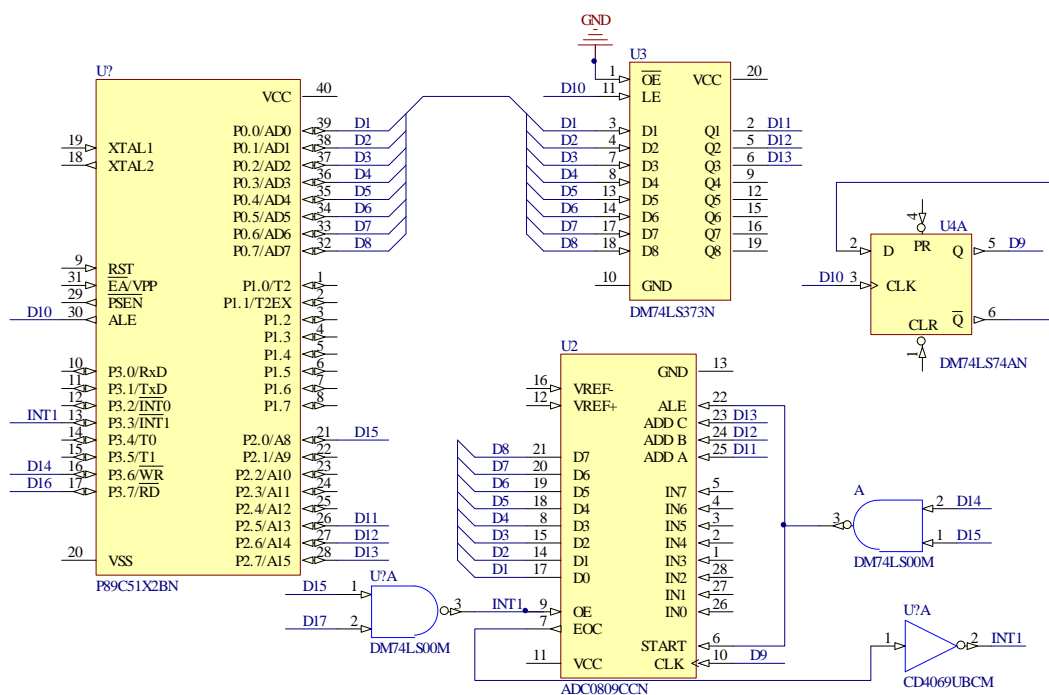 GND
U?
VCC 40
P0.0/AD0 39 D1
P0.1/AD1 38 D2
P0.2/AD2 37 D3
P0.3/AD3 36 D4
P0.4/AD4 35 D5
P0.5/AD5 34 D6
P0.6/AD6 33 D7
P0.7/AD7 32 D8
19 XTAL1
18 XTAL2
9 RST
31 EA/VPP
29 PSEN
D10 30 ALE
P1.0/T2 1
P1.1/T2EX 2
P1.2 3
P1.3 4
P1.4 5
P1.5 6
P1.6 7
P1.7 8
10 P3.0/RxD
11 P3.1/TxD
12 P3.2/INT0
INT1 13 P3.3/INT1
14 P3.4/T0
15 P3.5/T1
D14 16 P3.6/WR
D16 17 P3.7/RD
P2.0/A8 21 D15
P2.1/A9 22
P2.2/A10 23
P2.3/A11 24
P2.4/A12 25
P2.5/A13 26 D11
P2.6/A14 27 D12
P2.7/A15 28 D13
20 VSS
P89C51X2BN
U3
1 OE VCC 20
D10 11 LE
D1 3 D1 Q1 2 D11
D2 4 D2 Q2 5 D12
D3 7 D3 Q3 6 D13
D4 8 D4 Q4 9
D5 13 D5 Q5 12
D6 14 D6 Q6 15
D7 17 D7 Q7 16
D8 18 D8 Q8 19
10 GND
DM74LS373N
U4A
4 PR
2 D Q 5 D9
D10 3 CLK
Q 6
CLR
1
DM74LS74AN
U2
GND 13
16 VREF-
12 VREF+
ALE 22
ADD C 23 D13
ADD B 24 D12
ADD A 25 D11
D8 21 D7
D7 20 D6
D6 19 D5
D5 18 D4
D4 8 D3
D3 15 D2
D2 14 D1
D1 17 D0
IN7 5
IN6 4
IN5 3
IN4 2
IN3 1
IN2 28
IN1 27
IN0 26
INT1 9 OE
7 EOC
START 6
11 VCC
CLK 10 D9
ADC0809CCN
A
3 2 D14
1 D15
DM74LS00M
U?A
D15 1
3
D17 2
DM74LS00M
U?A
1 2 INT1
CD4069UBCM